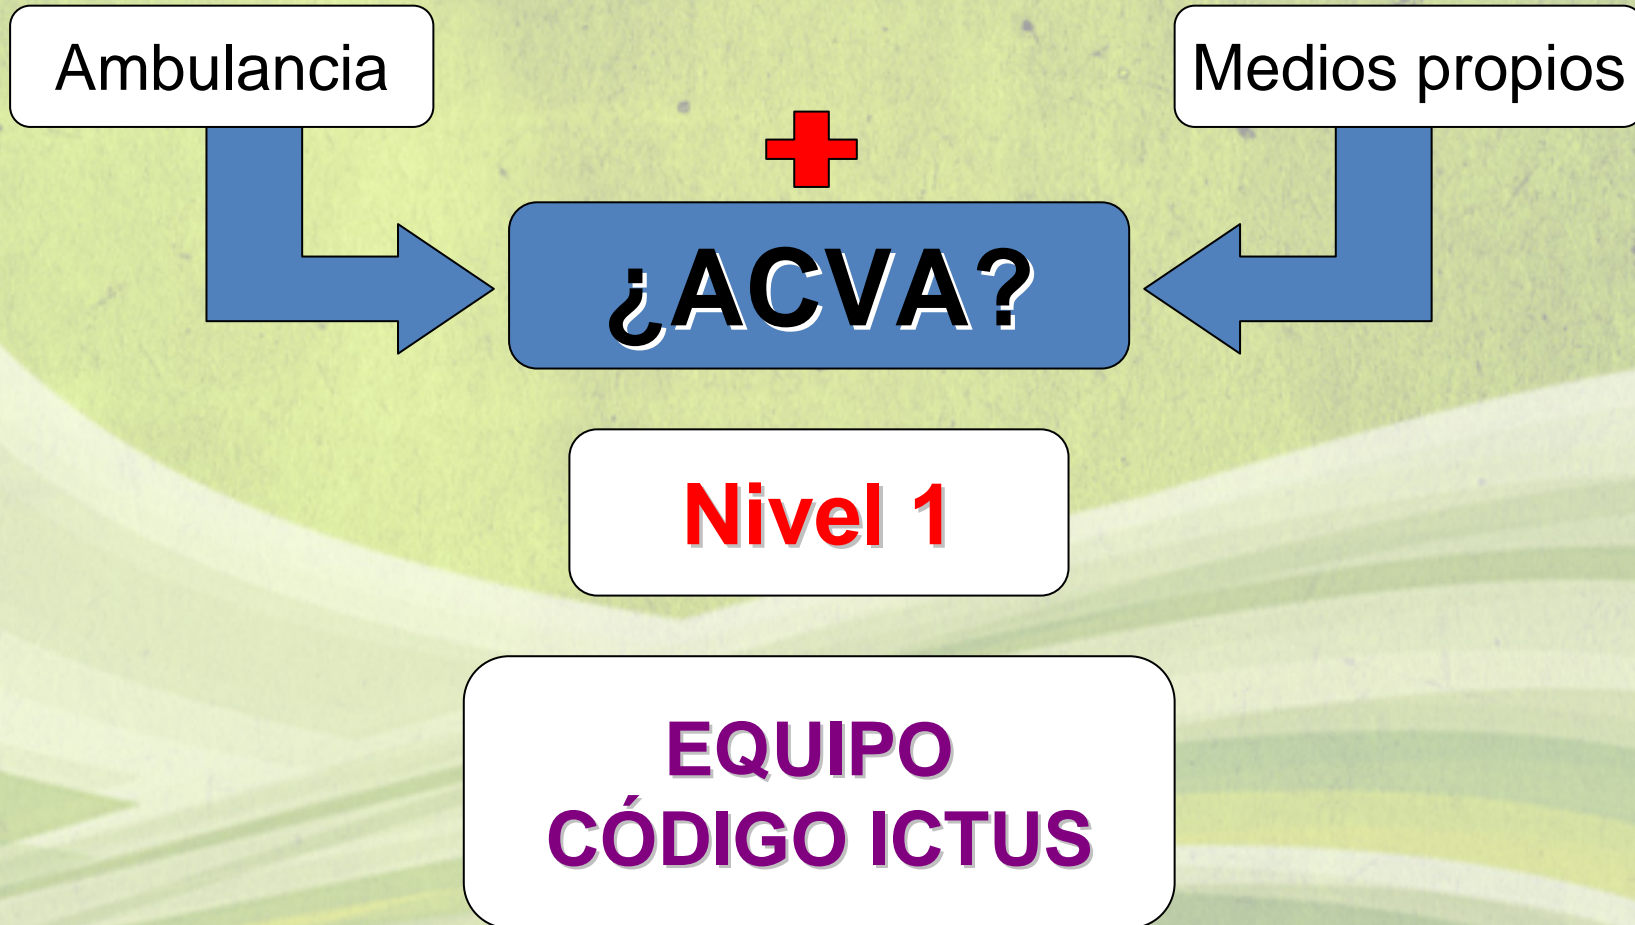 Ambulancia
Medios propios
¿ACVA?
Nivel 1
EQUIPO
CÓDIGO ICTUS